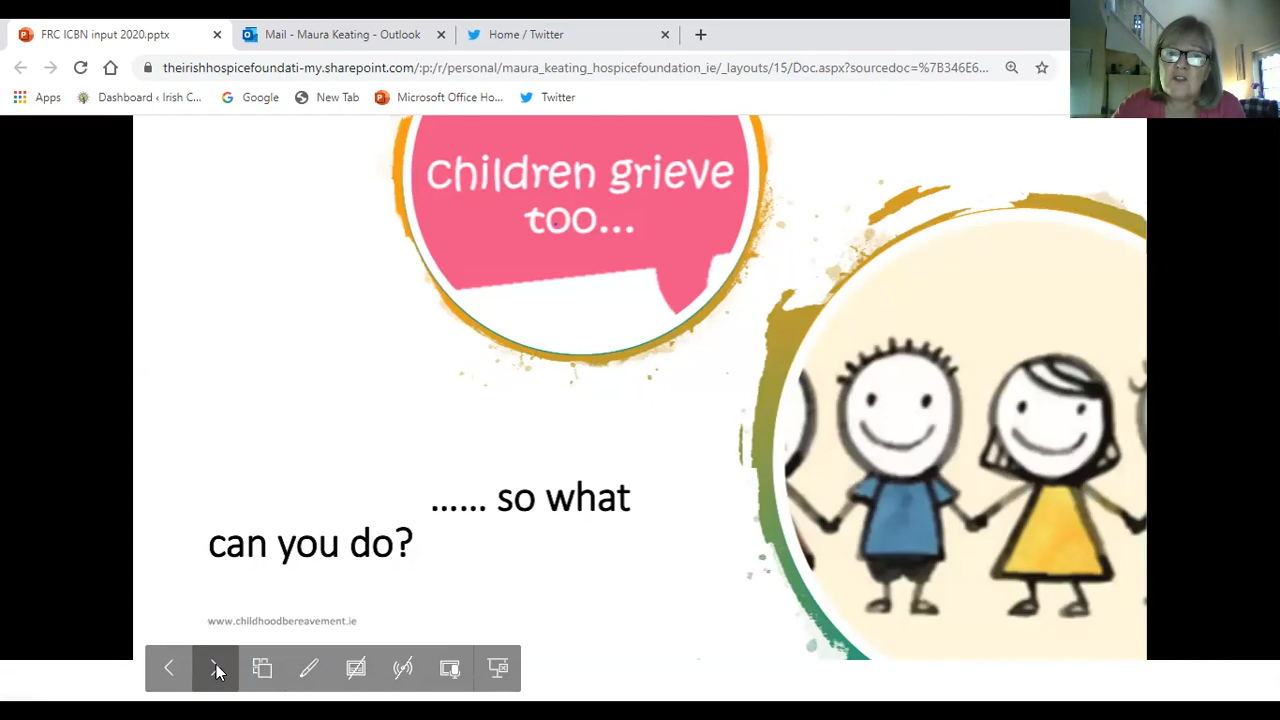 FRC ICBN input 2020.pptx
Mail - Maura Keating - Outlook
Home / Twitter
theirishhospicefoundati-my.sharepoint.com/:p:/r/personal/maura_keating_hospicefoundation_ie/_layouts/15/Doc.aspx?sourcedoc=%7B346E6...
Apps
Dashboard ‹ Irish C...
Google
New Tab
Microsoft Office Ho...
Twitter
Children grieve
too...
...... so what
can you do?
www.childhoodbereavement.ie